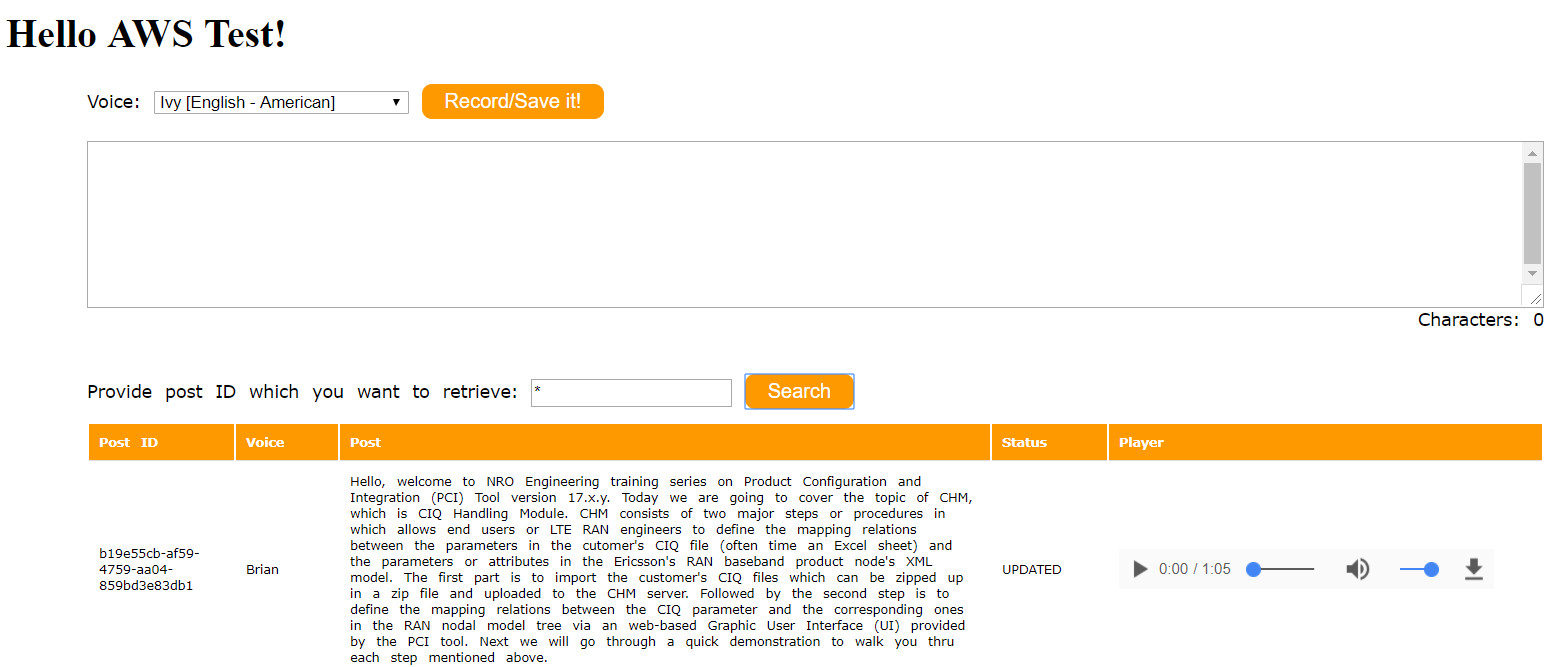 Hello AWS Test!
Voice: Ivy [English - American] Record/Save it!
Characters: 0
Provide post ID which you want to retrieve: * Search
Post ID Voice Post Status Player
Hello, welcome to NRO Engineering training series on Product Configuration and
Integration (PCI) Tool version 17.x.y. Today we are going to cover the topic of CHM,
which is CIQ Handling Module. CHM consists of two major steps or procedures in
which allows end users or LTE RAN engineers to define the mapping relations
between the parameters in the cutomer's CIQ file (often time an Excel sheet) and
the parameters or attributes in the Ericsson's RAN baseband product node's XML
model. The first part is to import the customer's CIQ files which can be zipped up
in a zip file and uploaded to the CHM server. Followed by the second step is to
define the mapping relations between the CIQ parameter and the corresponding ones
in the RAN nodal model tree via an web-based Graphic User Interface (UI) provided
by the PCI tool. Next we will go through a quick demonstration to walk you thru
each step mentioned above.
b19e55cb-af59-
4759-aa04-
859bd3e83db1
Brian
UPDATED
0:00 / 1:05